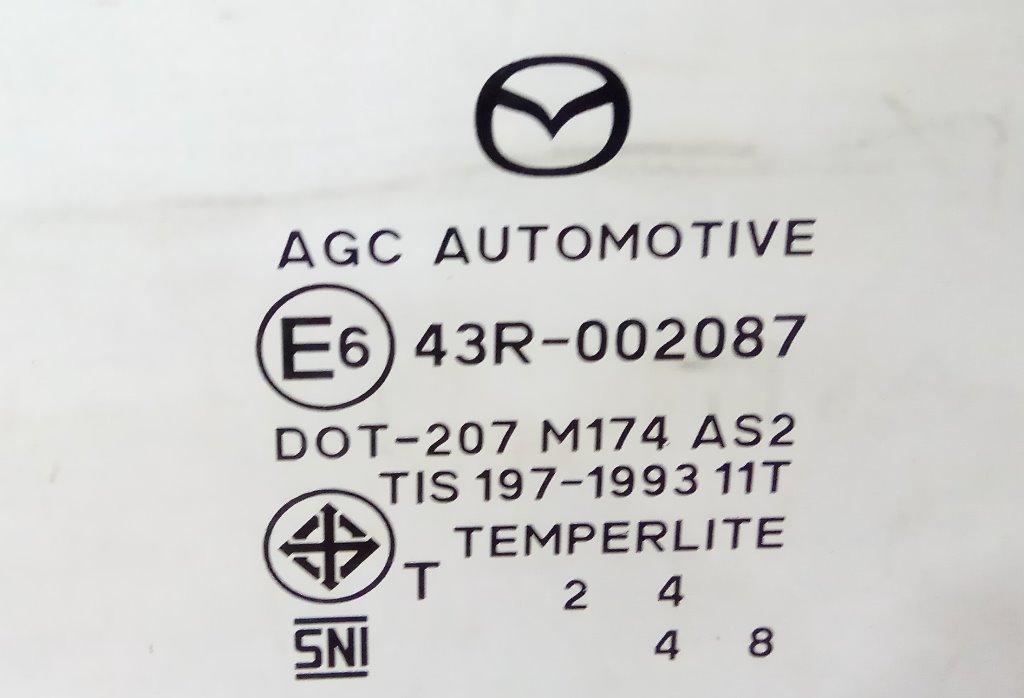 AGC AUTOMOTIVE
E6 43R-002087
DOT-207 M174 AS2
TIS 197-1993 11T
TEMPERLITE
T
2 4
SNI
4 8